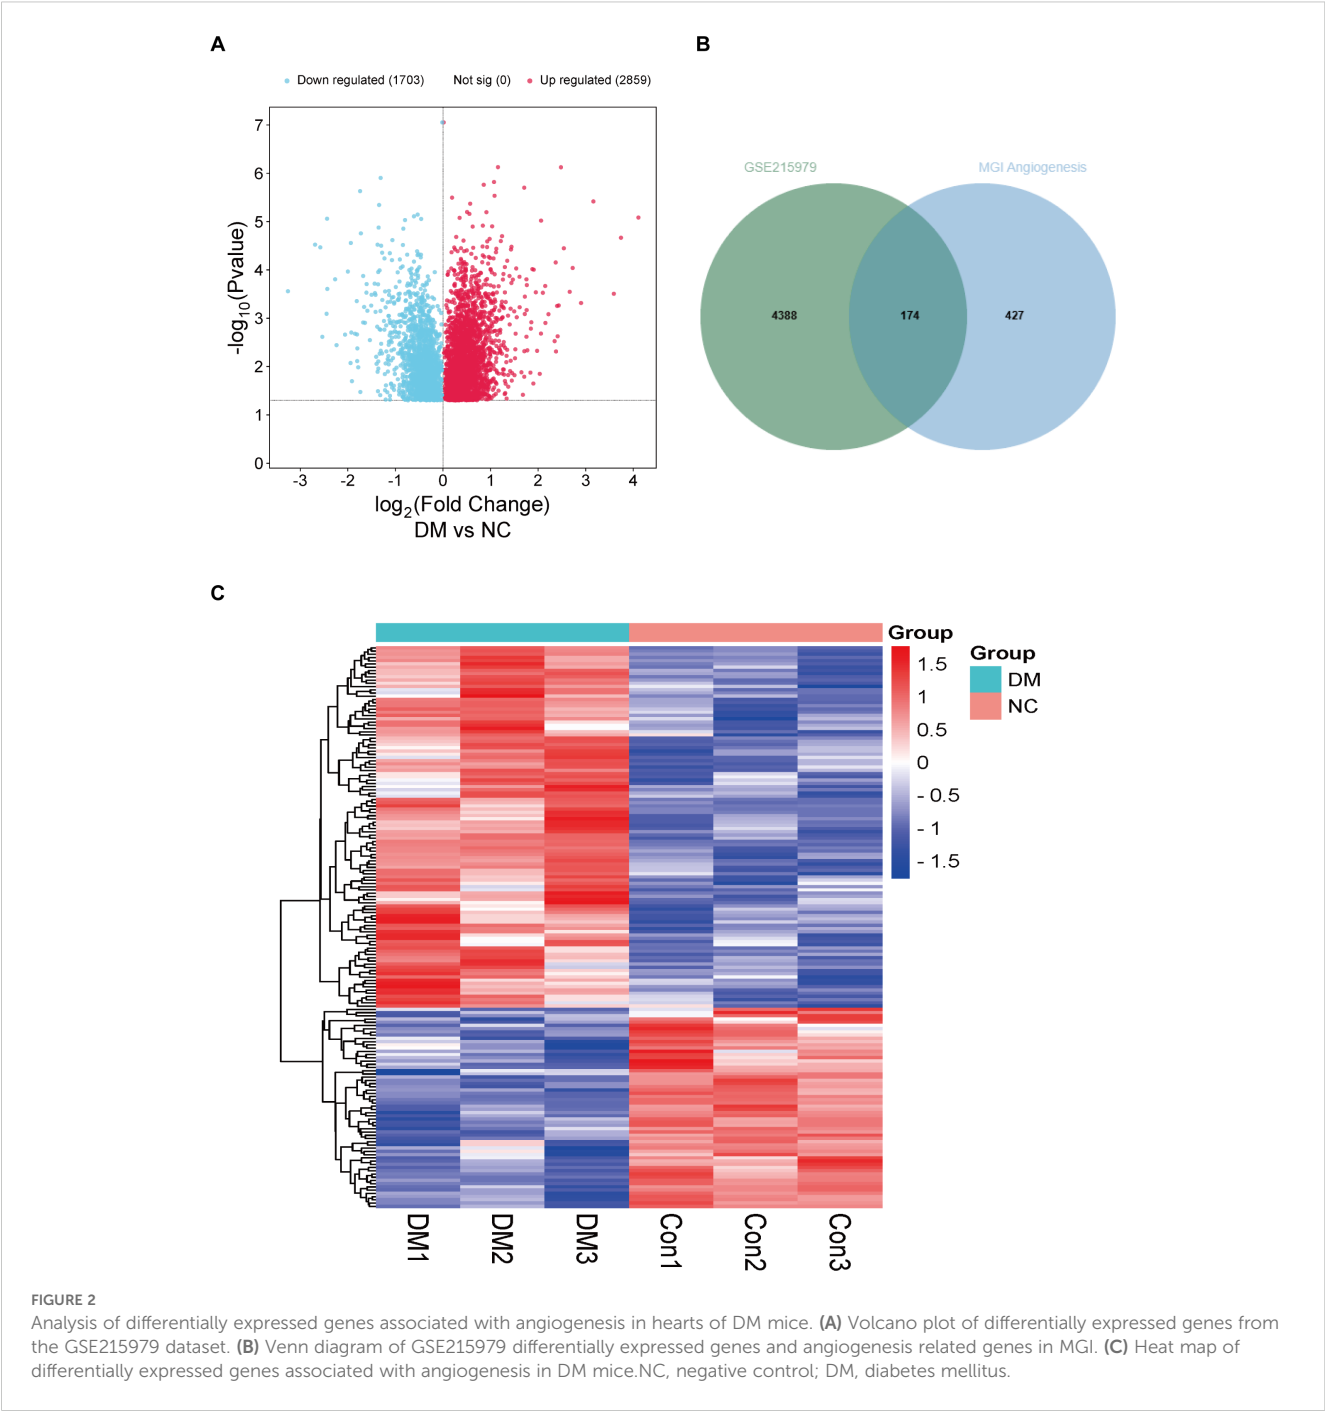 A
Down regulated (1703) Not sig (0) Up regulated (2859)
7
6
5
4
3
2
1
0
-log10(Pvalue)
-3 -2 -1 0 1 2 3 4
log2(Fold Change)
DM vs NC
B
GSE215979
MGI Angiogenesis
4388
174
427
C
Group
1.5
1
0.5
0
- 0.5
- 1
- 1.5
Group
DM
NC
DM1
DM2
DM3
Con1
Con2
Con3
FIGURE 2
Analysis of differentially expressed genes associated with angiogenesis in hearts of DM mice. (A) Volcano plot of differentially expressed genes from
the GSE215979 dataset. (B) Venn diagram of GSE215979 differentially expressed genes and angiogenesis related genes in MGI. (C) Heat map of
differentially expressed genes associated with angiogenesis in DM mice.NC, negative control; DM, diabetes mellitus.